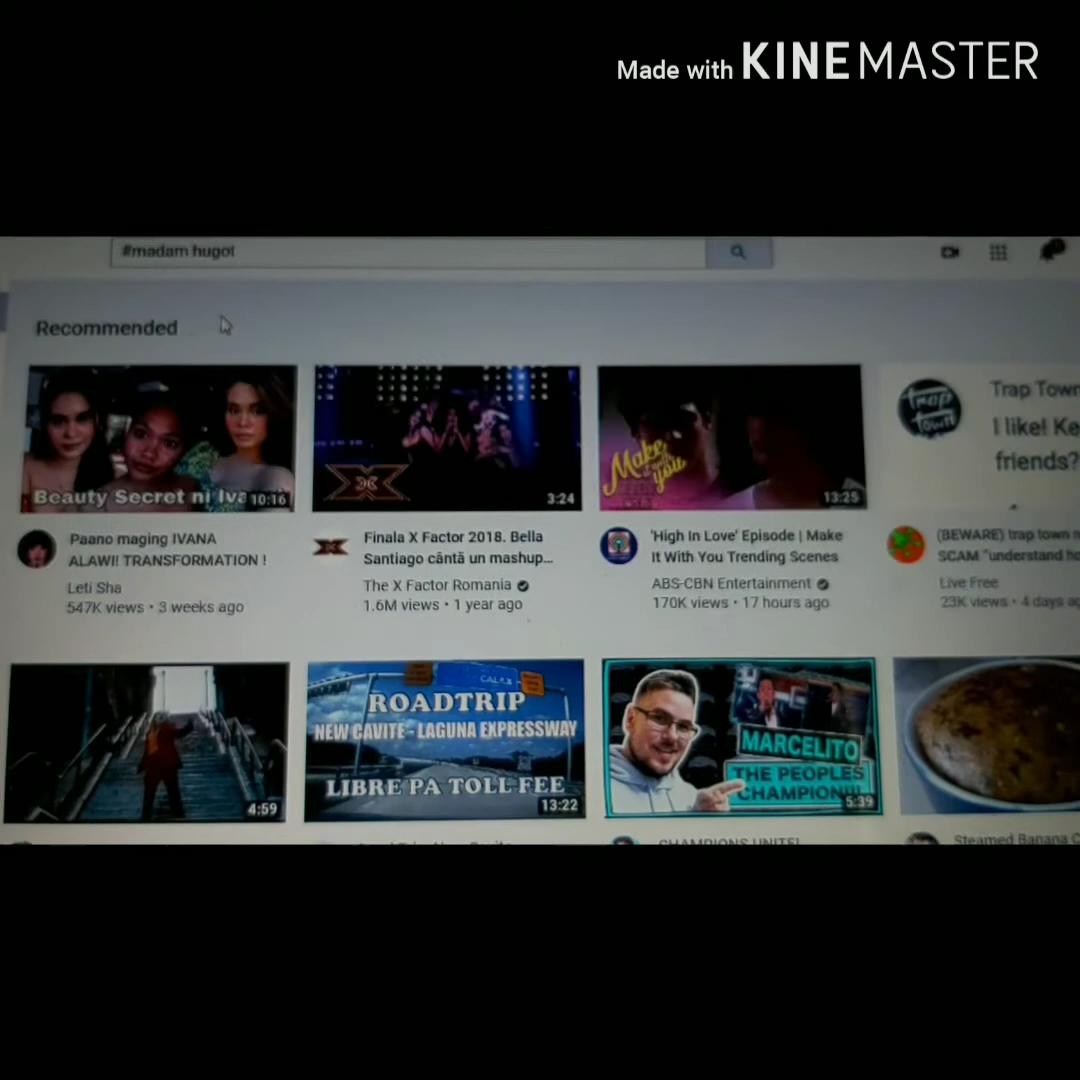 Made with KINEMASTER
#madam hugot
Recommended
Beauty Secret ni Iva
10:16
X
3:24
Make
it with
you
13:25
trap
town
Trap Town
I like! Ke
friends?
Paano maging IVANA
ALAWI! TRANSFORMATION !
Leti Sha
547K views • 3 weeks ago
Finala X Factor 2018. Bella
Santiago cântă un mashup...
The X Factor Romania
1.6M views • 1 year ago
'High In Love' Episode | Make
It With You Trending Scenes
ABS-CBN Entertainment
170K views • 17 hours ago
(BEWARE) trap town
SCAM "understand ho
Live Free
23K views • 4 days ag
4:59
CALEX
ROADTRIP
NEW CAVITE - LAGUNA EXPRESSWAY
LIBRE PA TOLL FEE
13:22
MARCELITO
THE PEOPLES
CHAMPION!!!
5:39
CHAMPIONS UNITE!
Steamed Banana C